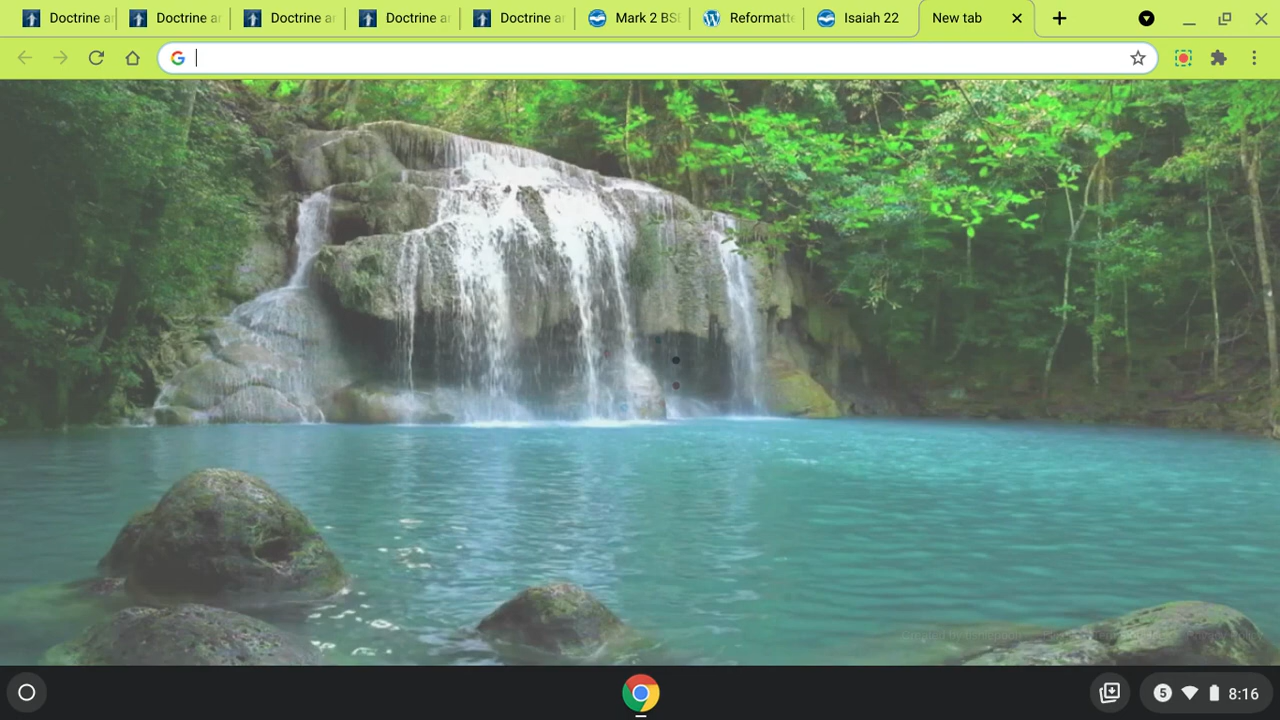 Doctrine a
Doctrine a
Doctrine a
Doctrine a
Doctrine a
Mark 2 BS
Reformatt
Isaiah 22
New tab
5
8:16